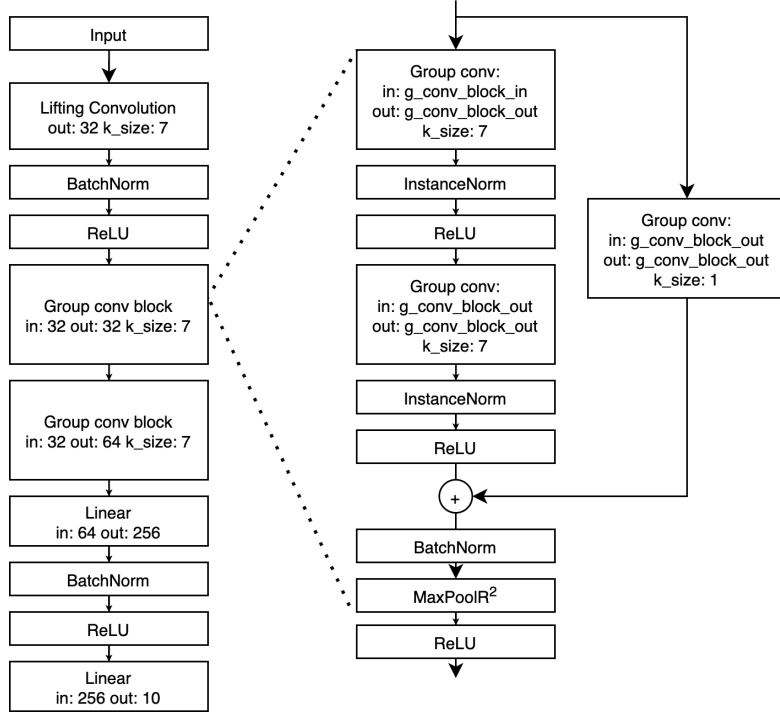 Input
Lifting Convolution
out: 32 k_size: 7
BatchNorm
ReLU
Group conv block
in: 32 out: 32 k_size: 7
Group conv block
in: 32 out: 64 k_size: 7
Linear
in: 64 out: 256
BatchNorm
ReLU
Linear
in: 256 out: 10
Group conv:
in: g_conv_block_in
out: g_conv_block_out
k_size: 7
InstanceNorm
ReLU
Group conv:
in: g_conv_block_out
out: g_conv_block_out
k_size: 7
InstanceNorm
ReLU
+
BatchNorm
MaxPoolR²
ReLU
Group conv:
in: g_conv_block_out
out: g_conv_block_out
k_size: 1